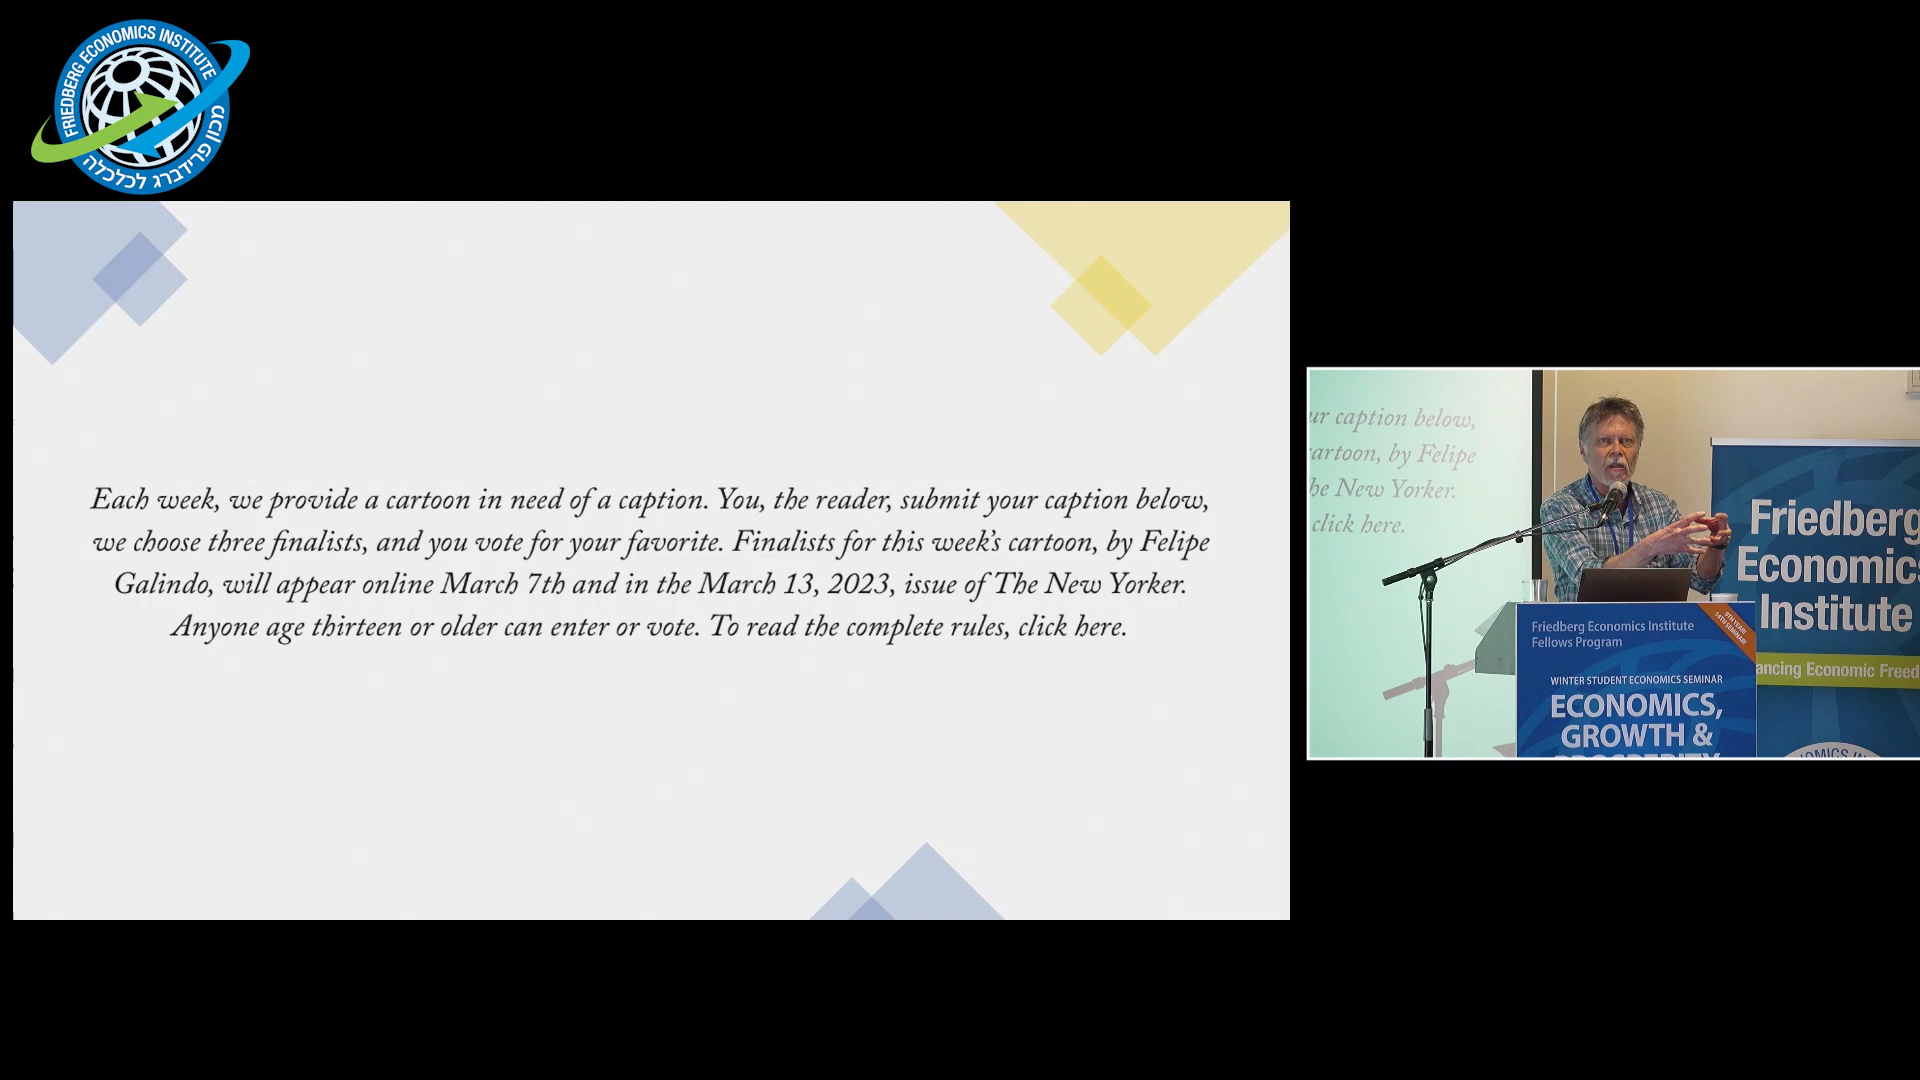 FRIEDBERG ECONOMICS INSTITUTE
מכון פרידברג לכלכלה
Each week, we provide a cartoon in need of a caption. You, the reader, submit your caption below,
we choose three finalists, and you vote for your favorite. Finalists for this week's cartoon, by Felipe
Galindo, will appear online March 7th and in the March 13, 2023, issue of The New Yorker.
Anyone age thirteen or older can enter or vote. To read the complete rules, click here.
ur caption below,
artoon, by Felipe
he New Yorker.
click here.
Friedberg
Economics
Institute
ancing Economic Freed
Friedberg Economics Institute
Fellows Program
9TH YEAR!
14TH SEMINAR!
WINTER STUDENT ECONOMICS SEMINAR
ECONOMICS,
GROWTH &
PROSPERITY